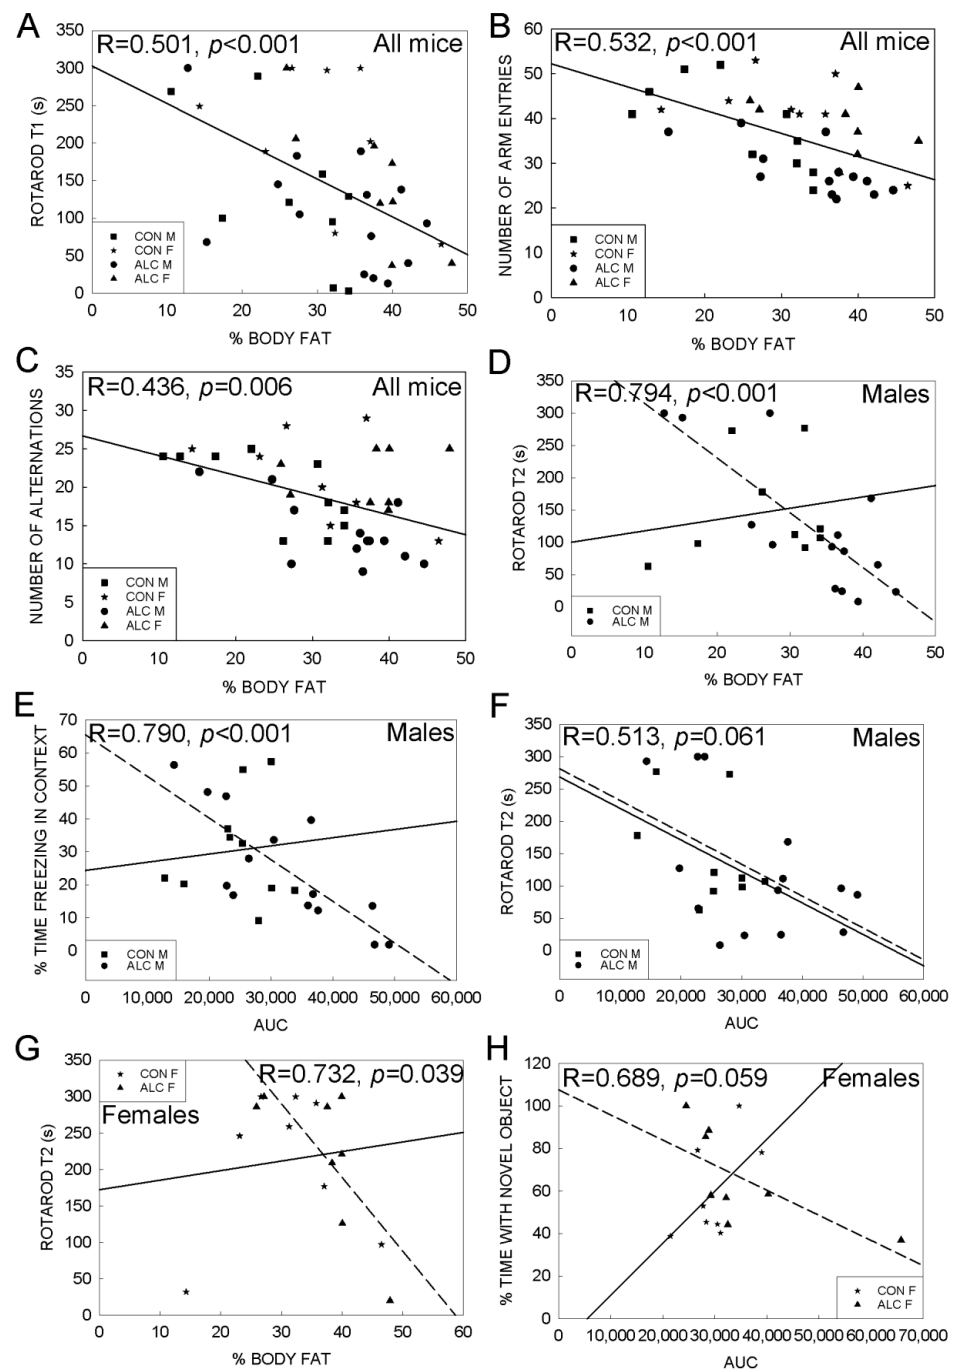 A
R=0.501, p<0.001
All mice
350
300
250
200
150
100
50
0
ROTAROD T1 (s)
CON M
CON F
ALC M
ALC F
0 10 20 30 40 50
% BODY FAT
B
R=0.532, p<0.001
All mice
60
50
40
30
20
10
0
NUMBER OF ARM ENTRIES
CON M
CON F
ALC M
ALC F
0 10 20 30 40 50
% BODY FAT
C
R=0.436, p=0.006
All mice
35
30
25
20
15
10
5
0
NUMBER OF ALTERNATIONS
CON M
CON F
ALC M
ALC F
0 10 20 30 40 50
% BODY FAT
D
R=0.794, p<0.001
Males
350
300
250
200
150
100
50
0
ROTAROD T2 (s)
CON M
ALC M
0 10 20 30 40 50
% BODY FAT
E
R=0.790, p<0.001
Males
70
60
50
40
30
20
10
0
% TIME FREEZING IN CONTEXT
CON M
ALC M
0 10,000 20,000 30,000 40,000 50,000 60,000
AUC
F
R=0.513, p=0.061
Males
350
300
250
200
150
100
50
0
ROTAROD T2 (s)
CON M
ALC M
0 10,000 20,000 30,000 40,000 50,000 60,000
AUC
G
CON F
ALC F
R=0.732, p=0.039
Females
350
300
250
200
150
100
50
0
ROTAROD T2 (s)
0 10 20 30 40 50 60
% BODY FAT
H
R=0.689, p=0.059
Females
120
100
80
60
40
20
0
% TIME WITH NOVEL OBJECT
CON F
ALC F
0 10,000 20,000 30,000 40,000 50,000 60,000 70,000
AUC